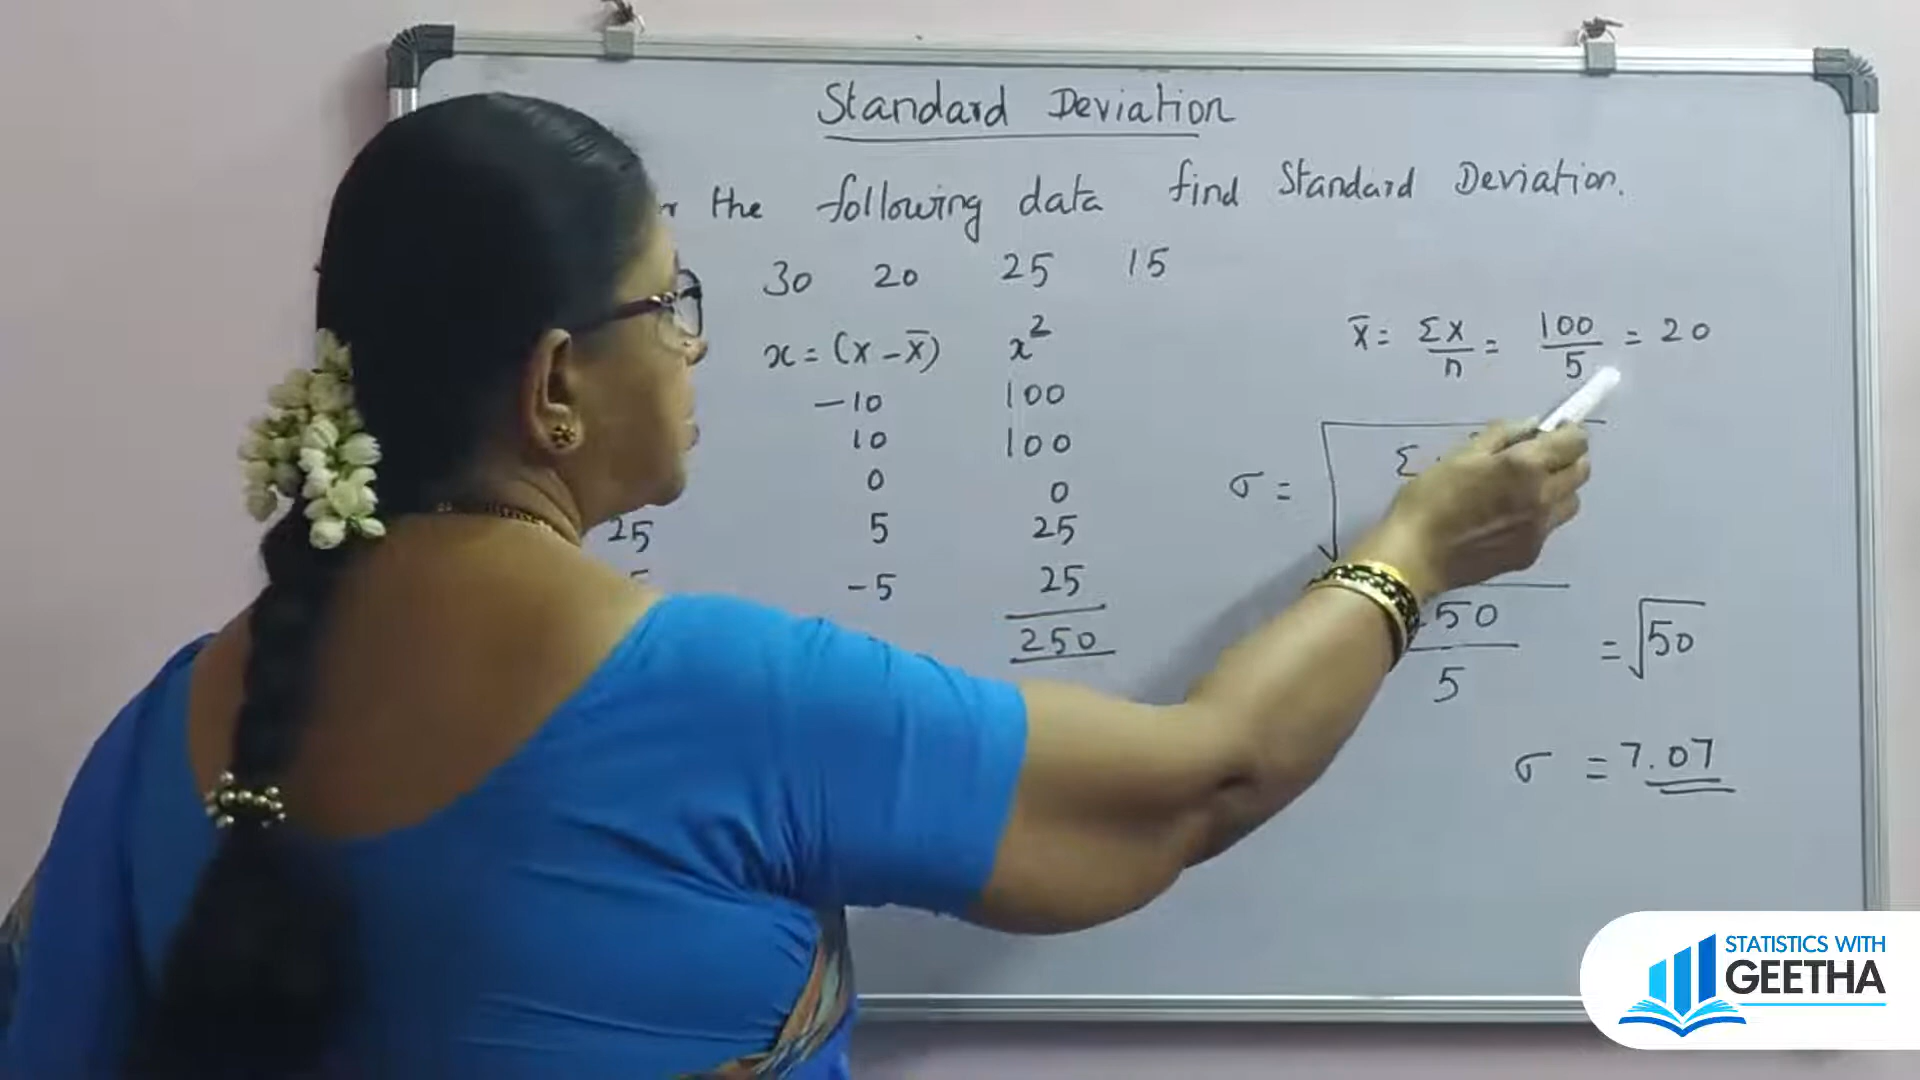 Standard Deviation
the following data find Standard Deviation.
30 20 25 15
x = (X – X̄) x²
X̄ = ΣX/n = 100/5 = 20
–10 100
10 100
0 0
σ = √ Σ
25 5 25
-5 25
250
50/5 = √50
σ = 7.07
STATISTICS WITH
GEETHA